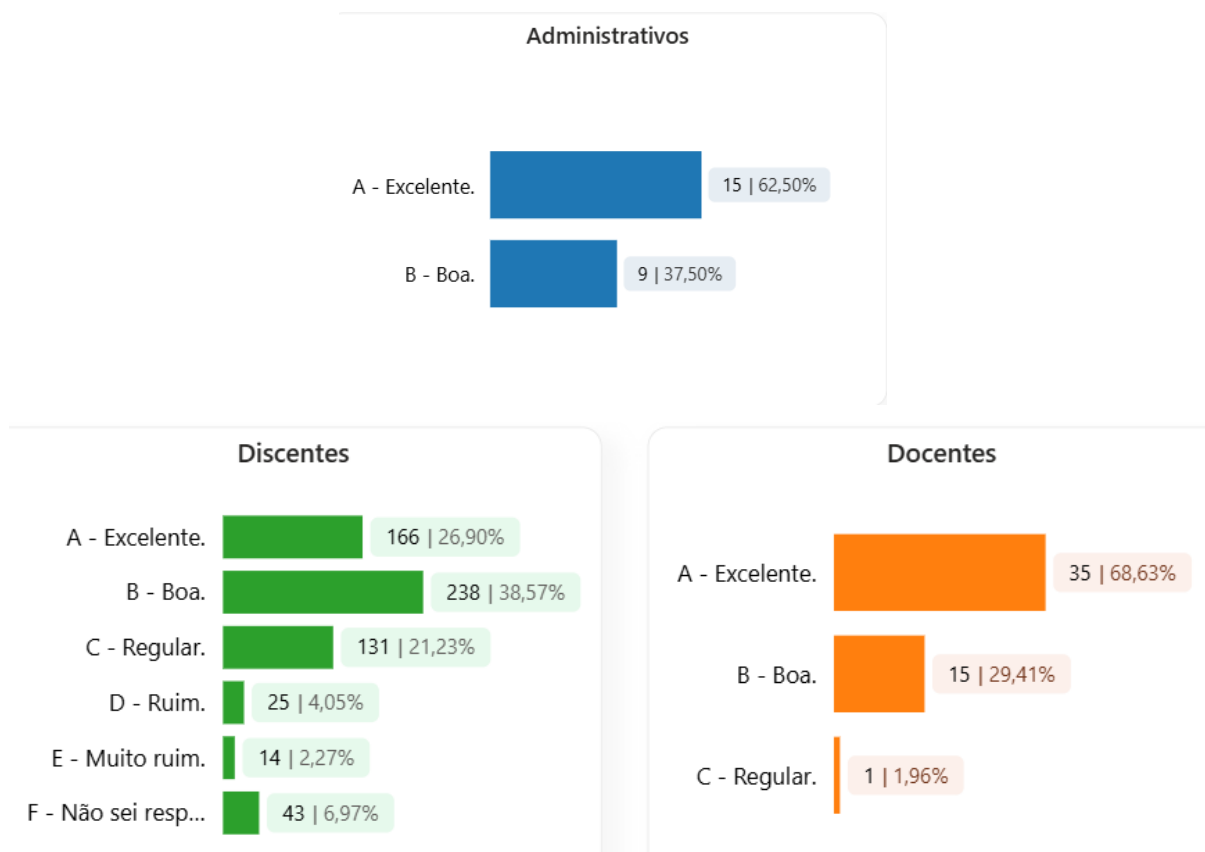 Administrativos
A - Excelente. 15 | 62,50%
B - Boa. 9 | 37,50%
Discentes
A - Excelente. 166 | 26,90%
B - Boa. 238 | 38,57%
C - Regular. 131 | 21,23%
D - Ruim. 25 | 4,05%
E - Muito ruim. 14 | 2,27%
F - Não sei resp... 43 | 6,97%
Docentes
A - Excelente. 35 | 68,63%
B - Boa. 15 | 29,41%
C - Regular. 1 | 1,96%